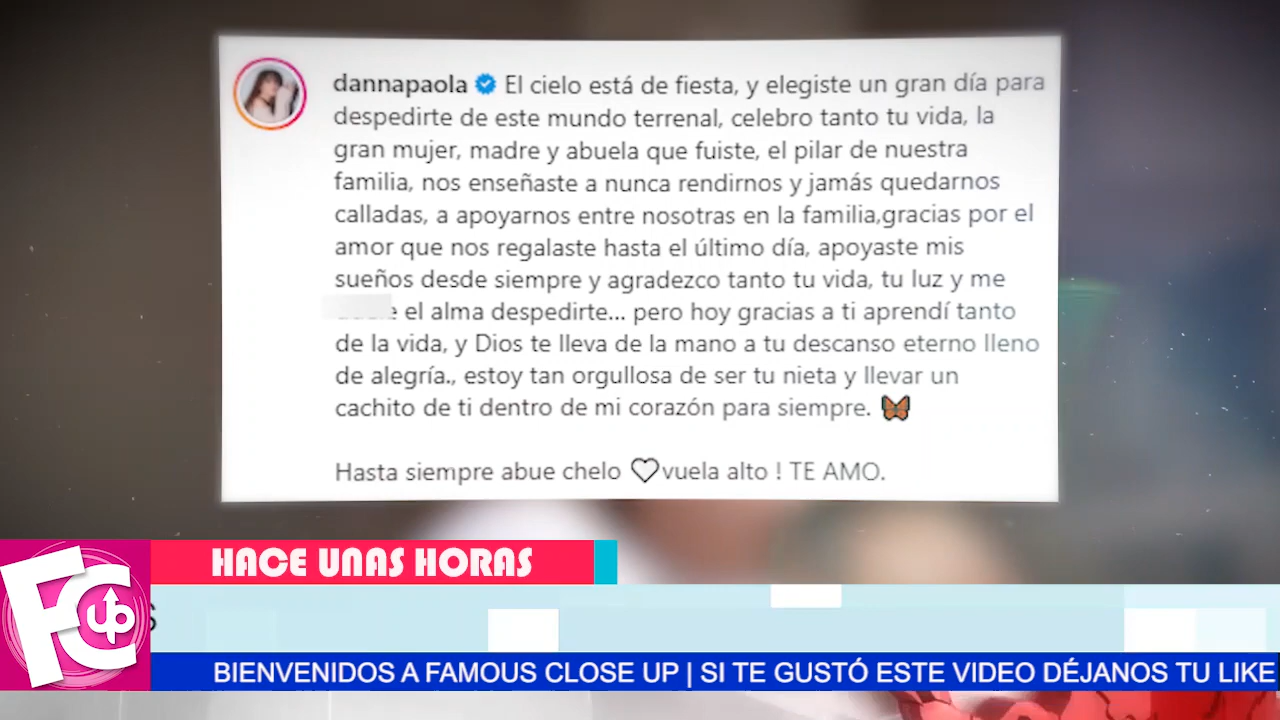 dannapaola El cielo está de fiesta, y elegiste un gran día para
despedirte de este mundo terrenal, celebro tanto tu vida, la
gran mujer, madre y abuela que fuiste, el pilar de nuestra
familia, nos enseñaste a nunca rendirnos y jamás quedarnos
calladas, a apoyarnos entre nosotras en la familia,gracias por el
amor que nos regalaste hasta el último día, apoyaste mis
sueños desde siempre y agradezco tanto tu vida, tu luz y me
el alma despedirte... pero hoy gracias a ti aprendí tanto
de la vida, y Dios te lleva de la mano a tu descanso eterno lleno
de alegría., estoy tan orgullosa de ser tu nieta y llevar un
cachito de ti dentro de mi corazón para siempre. 🦋
Hasta siempre abue chelo ♡vuela alto ! TE AMO.
HACE UNAS HORAS
FC up
BIENVENIDOS A FAMOUS CLOSE UP | SI TE GUSTÓ ESTE VIDEO DÉJANOS TU LIKE